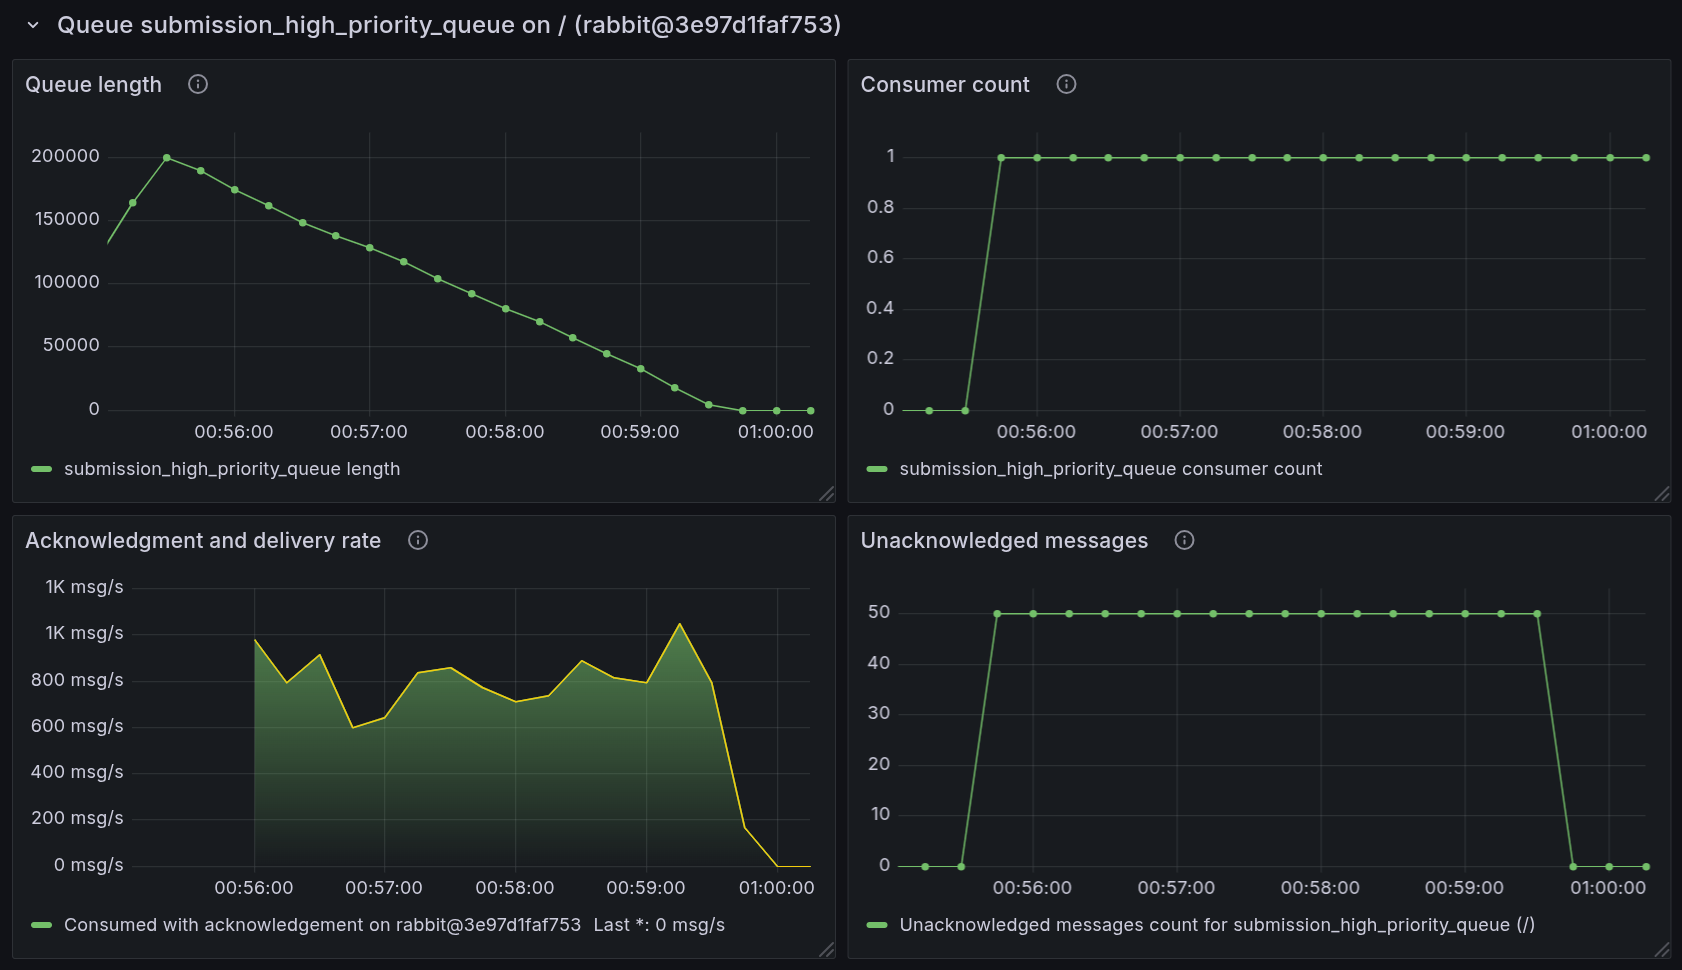 Queue submission_high_priority_queue on / (rabbit@3e97d1faf753)
Queue length
200000
150000
100000
50000
0
00:56:00 00:57:00 00:58:00 00:59:00 01:00:00
submission_high_priority_queue length
Consumer count
1
0.8
0.6
0.4
0.2
0
00:56:00 00:57:00 00:58:00 00:59:00 01:00:00
submission_high_priority_queue consumer count
Acknowledgment and delivery rate
1K msg/s
1K msg/s
800 msg/s
600 msg/s
400 msg/s
200 msg/s
0 msg/s
00:56:00 00:57:00 00:58:00 00:59:00 01:00:00
Consumed with acknowledgement on rabbit@3e97d1faf753 Last *: 0 msg/s
Unacknowledged messages
50
40
30
20
10
0
00:56:00 00:57:00 00:58:00 00:59:00 01:00:00
Unacknowledged messages count for submission_high_priority_queue (/)